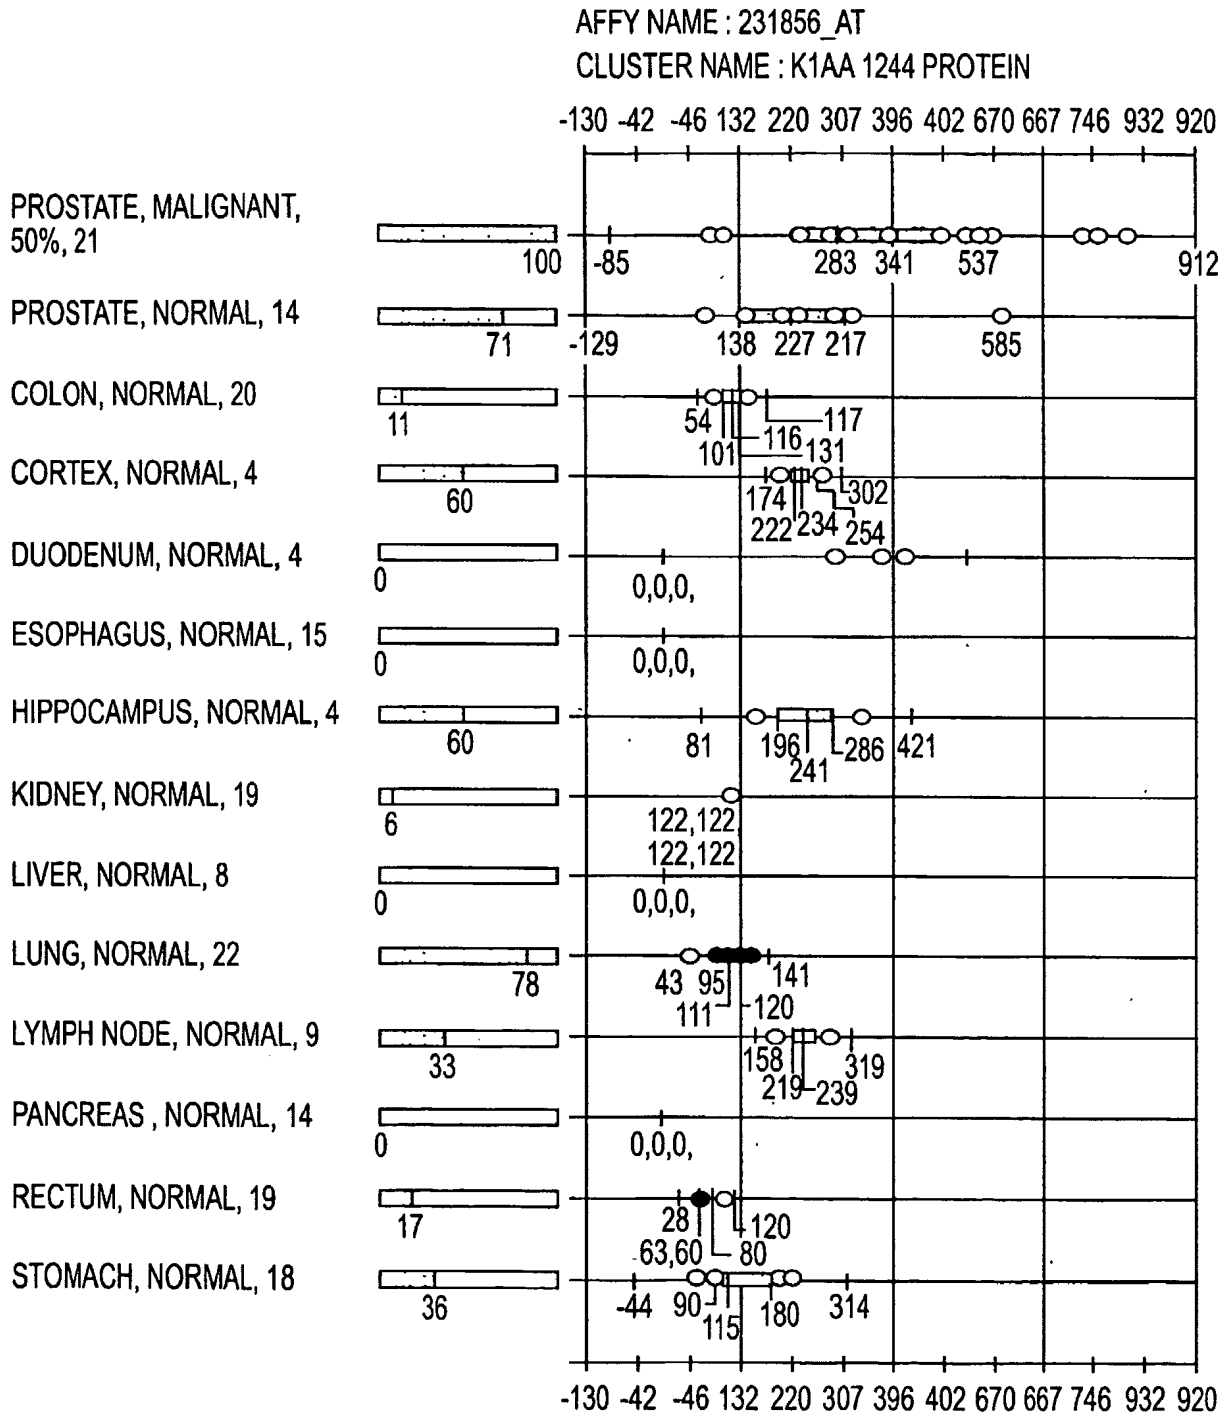 AFFY NAME : 231856_AT
CLUSTER NAME : K1AA 1244 PROTEIN
-130 -42 -46 132 220 307 396 402 670 667 746 932 920
PROSTATE, MALIGNANT,
50%, 21
100 -85 283 341 537 912
PROSTATE, NORMAL, 14
71 -129 138 227 217 585
COLON, NORMAL, 20
11 54 117
116
101 131
CORTEX, NORMAL, 4
60 174 302
222 234 254
DUODENUM, NORMAL, 4
0 0,0,0,
ESOPHAGUS, NORMAL, 15
0 0,0,0,
HIPPOCAMPUS, NORMAL, 4
60 81 196 286 421
241
KIDNEY, NORMAL, 19
6 122,122
122,122
LIVER, NORMAL, 8
0 0,0,0,
LUNG, NORMAL, 22
78 43 95 141
111 120
LYMPH NODE, NORMAL, 9
33 158 319
219 239
PANCREAS , NORMAL, 14
0 0,0,0,
RECTUM, NORMAL, 19
17 28 120
63,60 80
STOMACH, NORMAL, 18
36 -44 90 180 314
115
-130 -42 -46 132 220 307 396 402 670 667 746 932 920